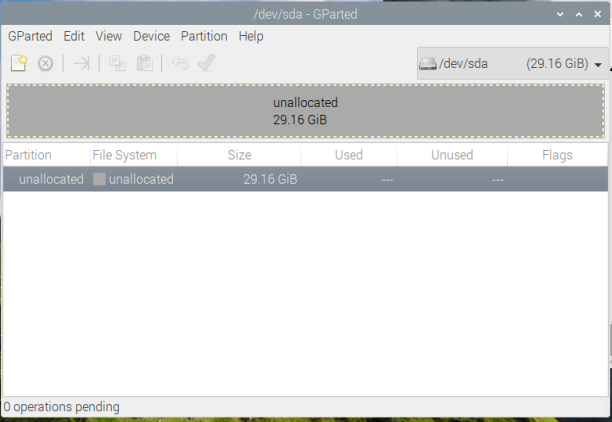 /dev/sda - GParted
GParted Edit View Device Partition Help
/dev/sda (29.16 GiB)
unallocated
29.16 GiB
Partition File System Size Used Unused Flags
unallocated unallocated 29.16 GiB --- ---
0 operations pending